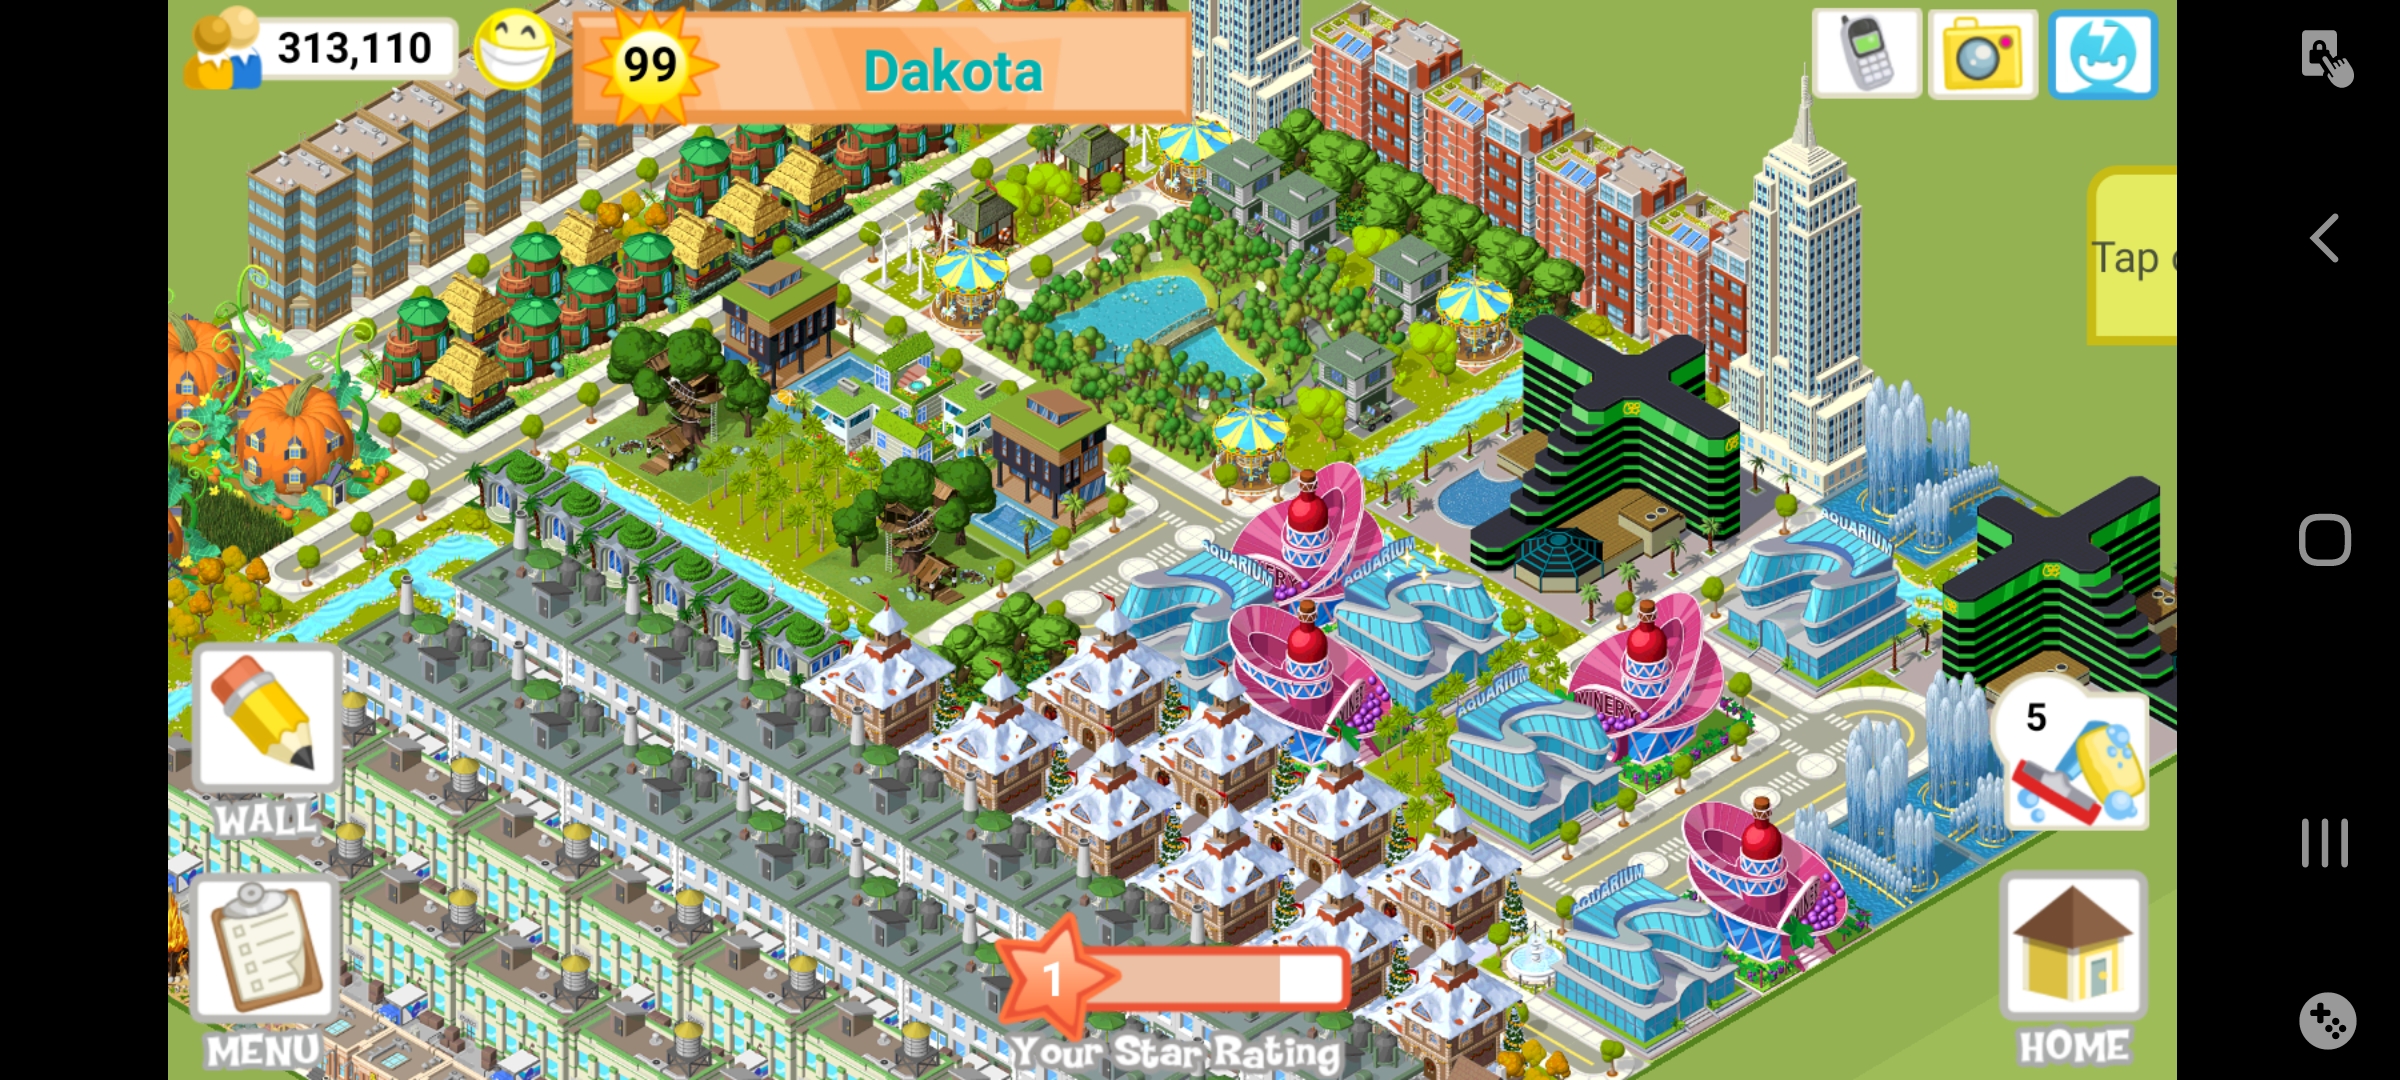 313,110
99
Dakota
Tap
AQUARIUM
AQUARIUM
AQUARIUM
WINERY
AQUARIUM
5
WALL
AQUARIUM
1
MENU
Your Star Rating
HOME